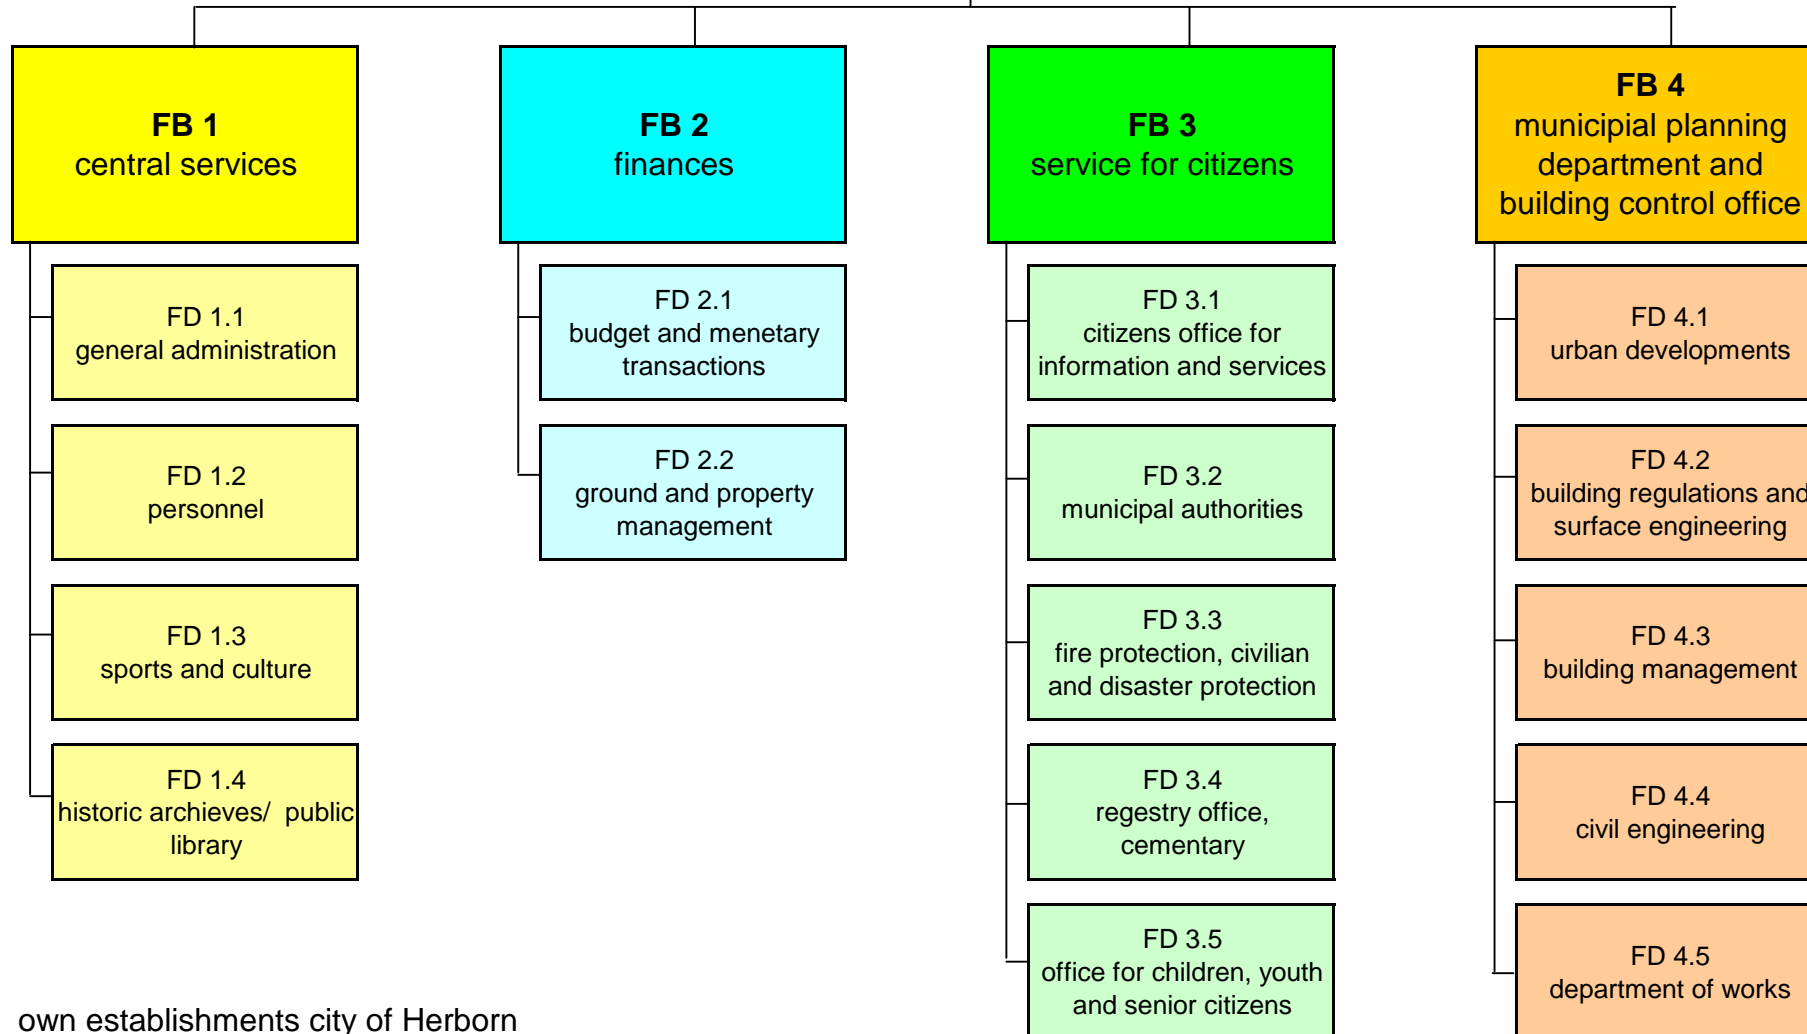 FB 1
central services
FD 1.1
general administration
FD 1.2
personnel
FD 1.3
sports and culture
FD 1.4
historic archieves/  public
library
FB 2
finances
FD 2.1
budget and menetary
transactions
FD 2.2
ground and property
management
FB 3
service for citizens
FD 3.1
citizens office for
information and services
FD 3.2
municipal authorities
FD 3.3
fire protection, civilian
and disaster protection
FD 3.4
regestry office,
cementary
FD 3.5
office for children, youth
and senior citizens
FB 4
municipial planning
department and
building control office
FD 4.1
urban developments
FD 4.2
building regulations and
surface engineering
FD 4.3
building management
FD 4.4
civil engineering
FD 4.5
department of works
own establishments city of Herborn